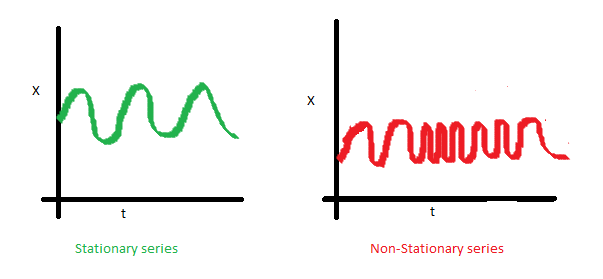 X
t
Stationary series
X
t
Non-Stationary series